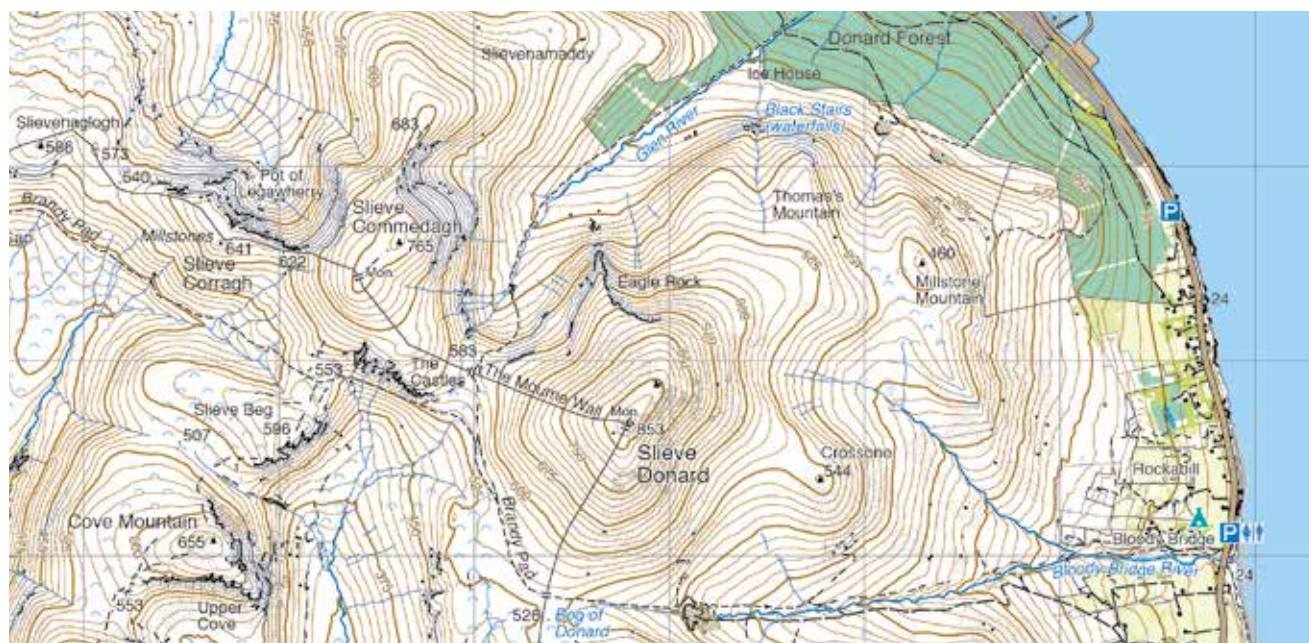 Donard Forest
Slievenamaddy
Ice House
Black Stairs
(waterfalls)
Glen River
683
Slievenaglogh
586
573
540
Pot of
Legawherry
Thomas's
Mountain
P
Brandy Pad
Slieve
Commedagh
765
Millstones
641
622
Slieve
Corragh
Mon
460
Millstone
Mountain
Eagle Rock
24
583
The
Castles
553
The Mourne Wall
Slieve Beg
507
596
Mon
853
Slieve
Donard
Crossone
544
Rockabill
Cove Mountain
655
Brandy Pad
Bloody Bridge
P
Bloody Bridge River
24
553
Upper
Cove
526
Bog of
Donard